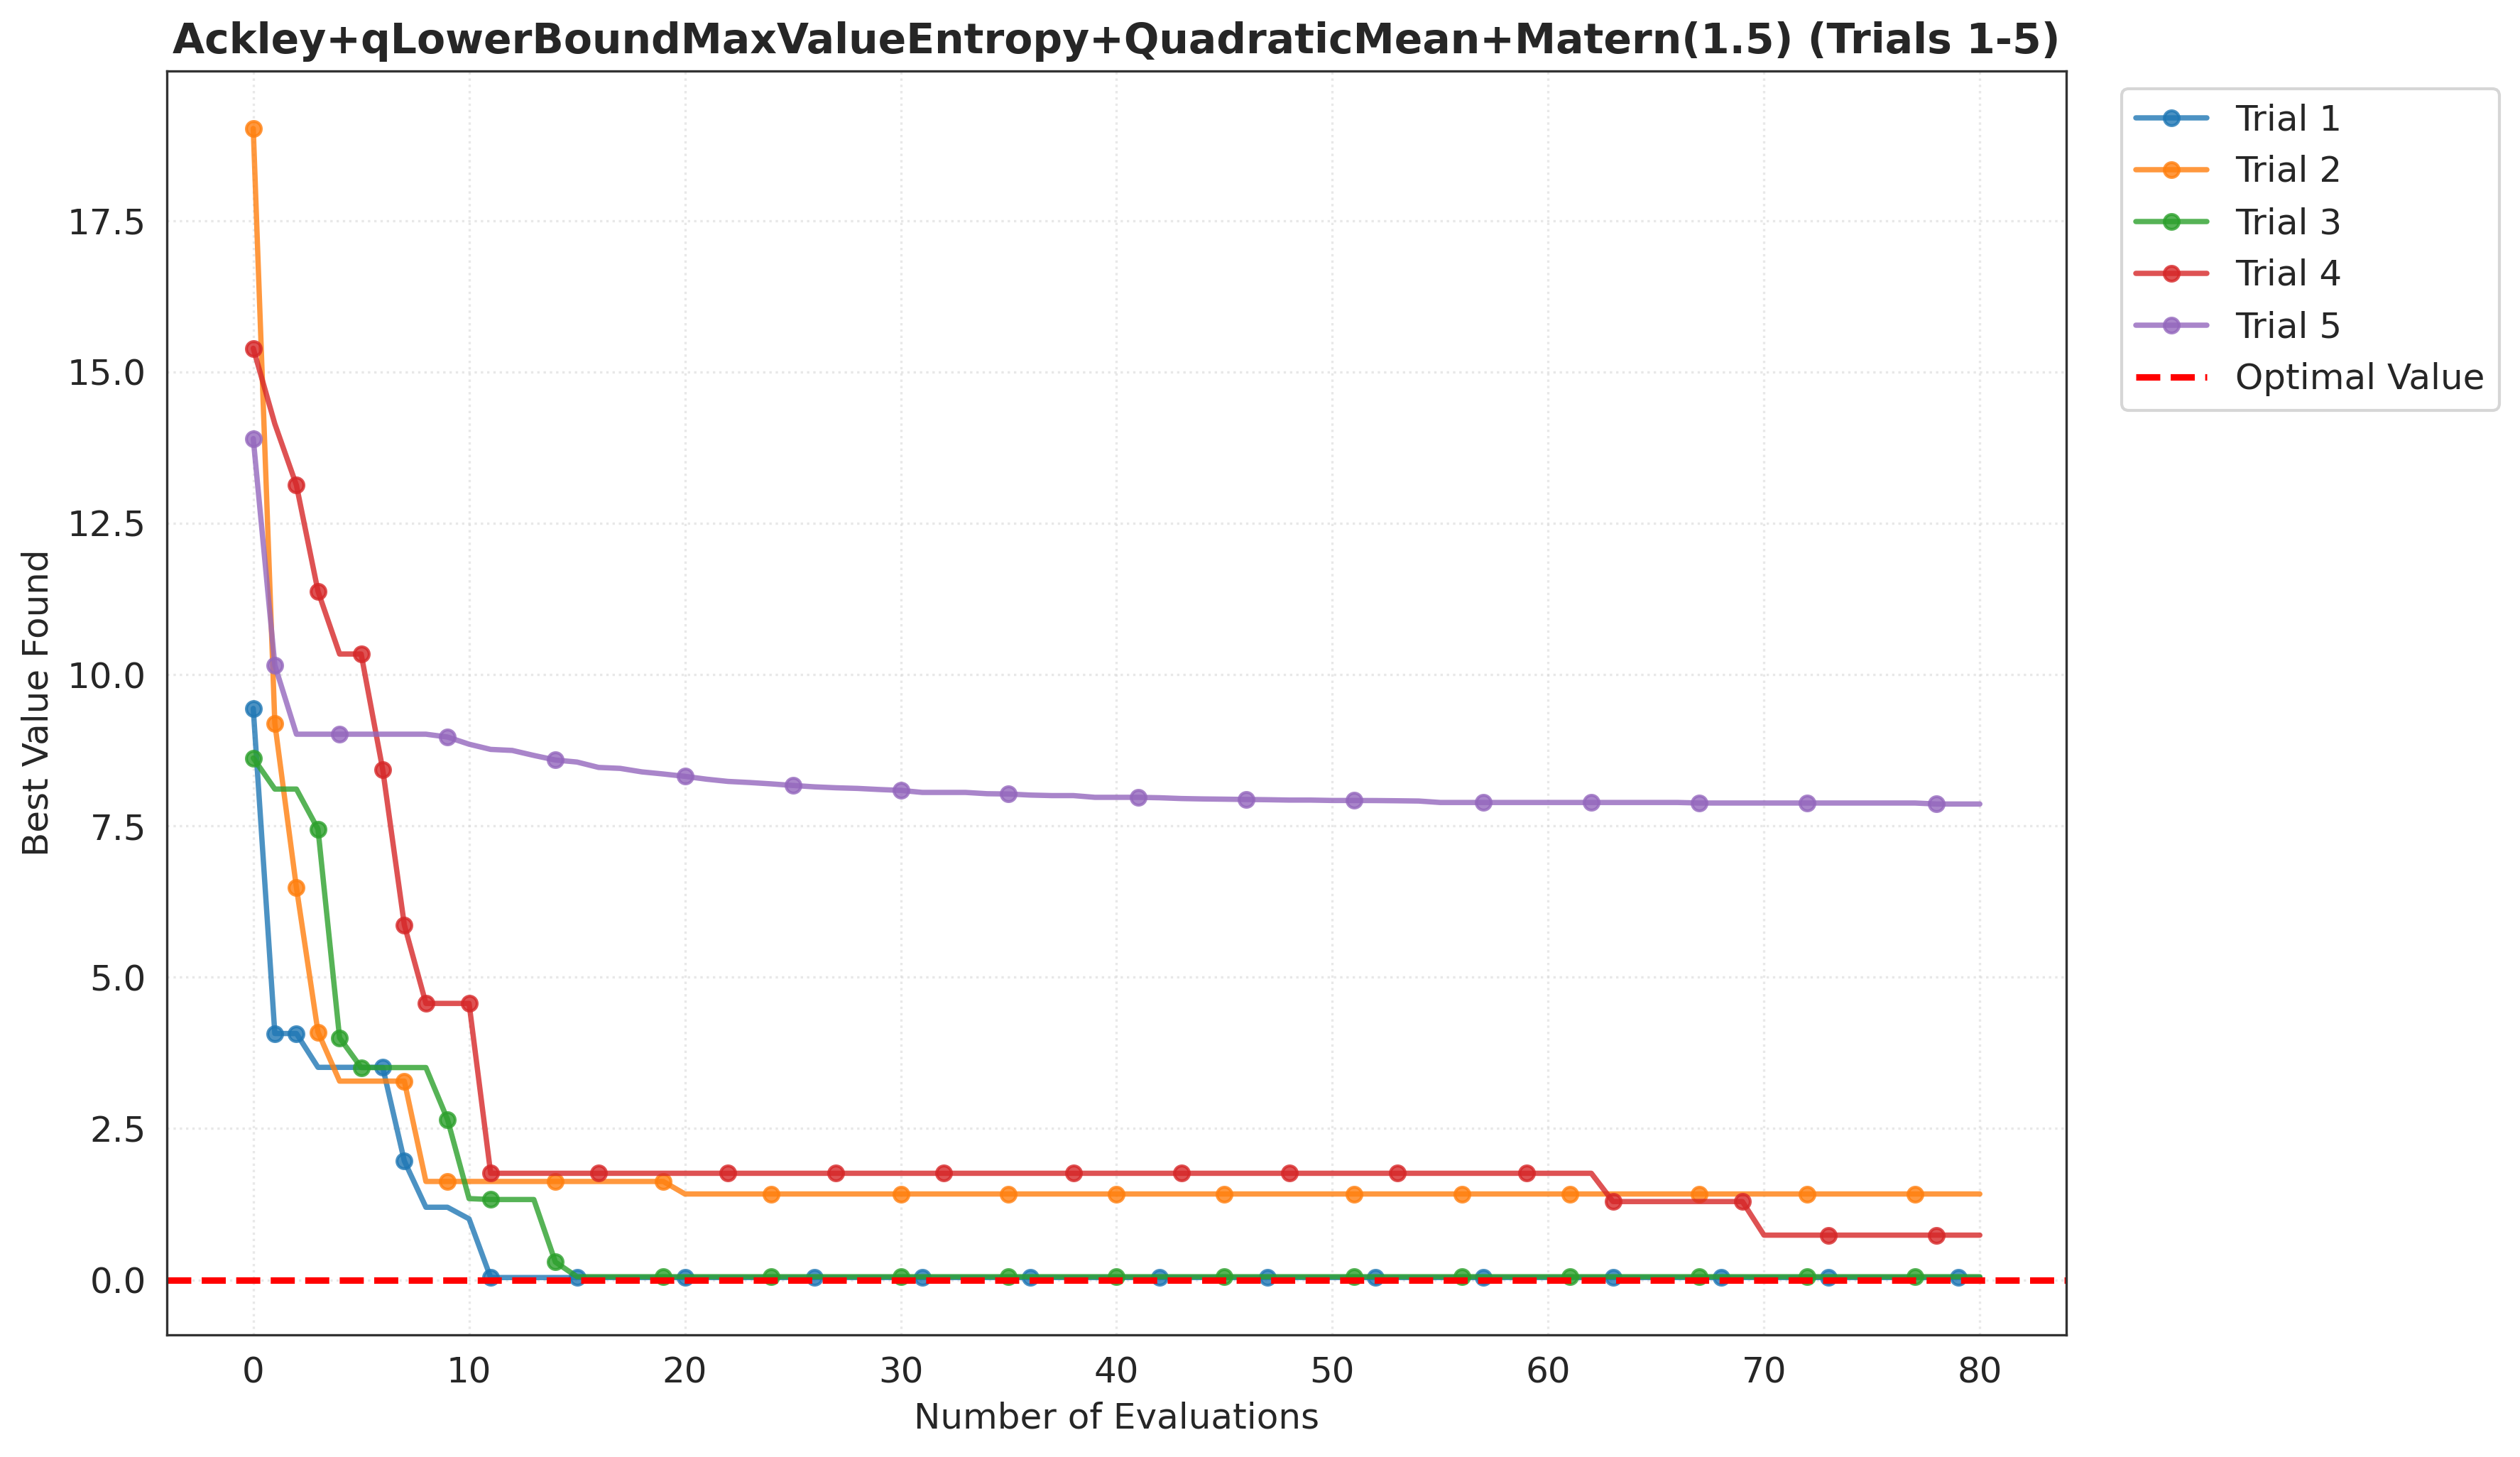 Ackley+qLowerBoundMaxValueEntropy+QuadraticMean+Matern(1.5) (Trials 1-5)
Trial 1
Trial 2
Trial 3
Trial 4
Trial 5
Optimal Value
Best Value Found
17.5
15.0
12.5
10.0
7.5
5.0
2.5
0.0
0 10 20 30 40 50 60 70 80
Number of Evaluations